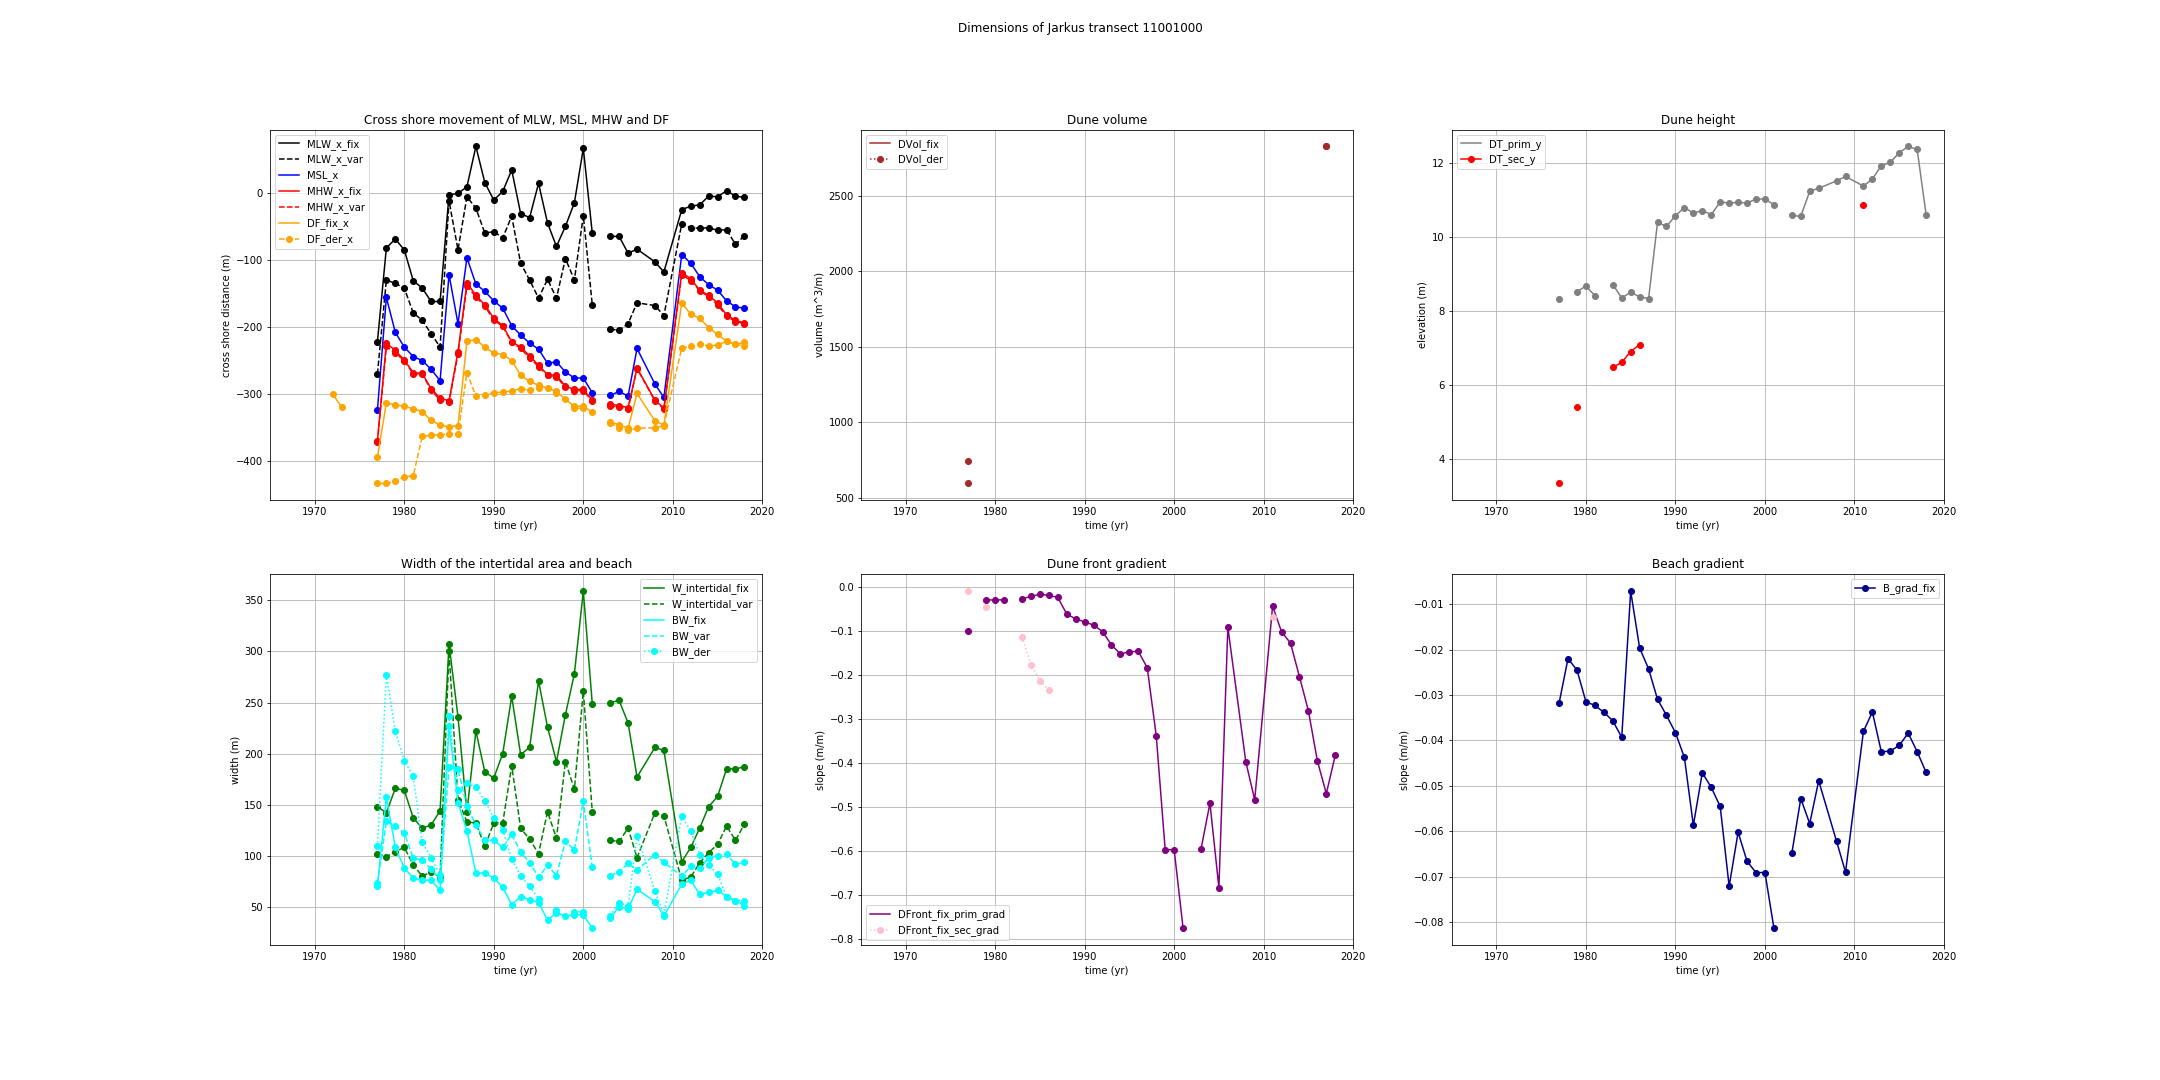 Dimensions of Jarkus transect 11001000
Cross shore movement of MLW, MSL, MHW and DF
MLW_x_fix
MLW_x_var
MSL_x
MHW_x_fix
MHW_x_var
DF_fix_x
DF_der_x
cross shore distance (m)
0
−100
−200
−300
−400
1970 1980 1990 2000 2010 2020
time (yr)
Dune volume
DVol_fix
DVol_der
volume (m^3/m)
2500
2000
1500
1000
500
1970 1980 1990 2000 2010 2020
time (yr)
Dune height
DT_prim_y
DT_sec_y
elevation (m)
12
10
8
6
4
1970 1980 1990 2000 2010 2020
time (yr)
Width of the intertidal area and beach
W_intertidal_fix
W_intertidal_var
BW_fix
BW_var
BW_der
width (m)
350
300
250
200
150
100
50
1970 1980 1990 2000 2010 2020
time (yr)
Dune front gradient
DFront_fix_prim_grad
DFront_fix_sec_grad
slope (m/m)
0.0
−0.1
−0.2
−0.3
−0.4
−0.5
−0.6
−0.7
−0.8
1970 1980 1990 2000 2010 2020
time (yr)
Beach gradient
B_grad_fix
slope (m/m)
−0.01
−0.02
−0.03
−0.04
−0.05
−0.06
−0.07
−0.08
1970 1980 1990 2000 2010 2020
time (yr)